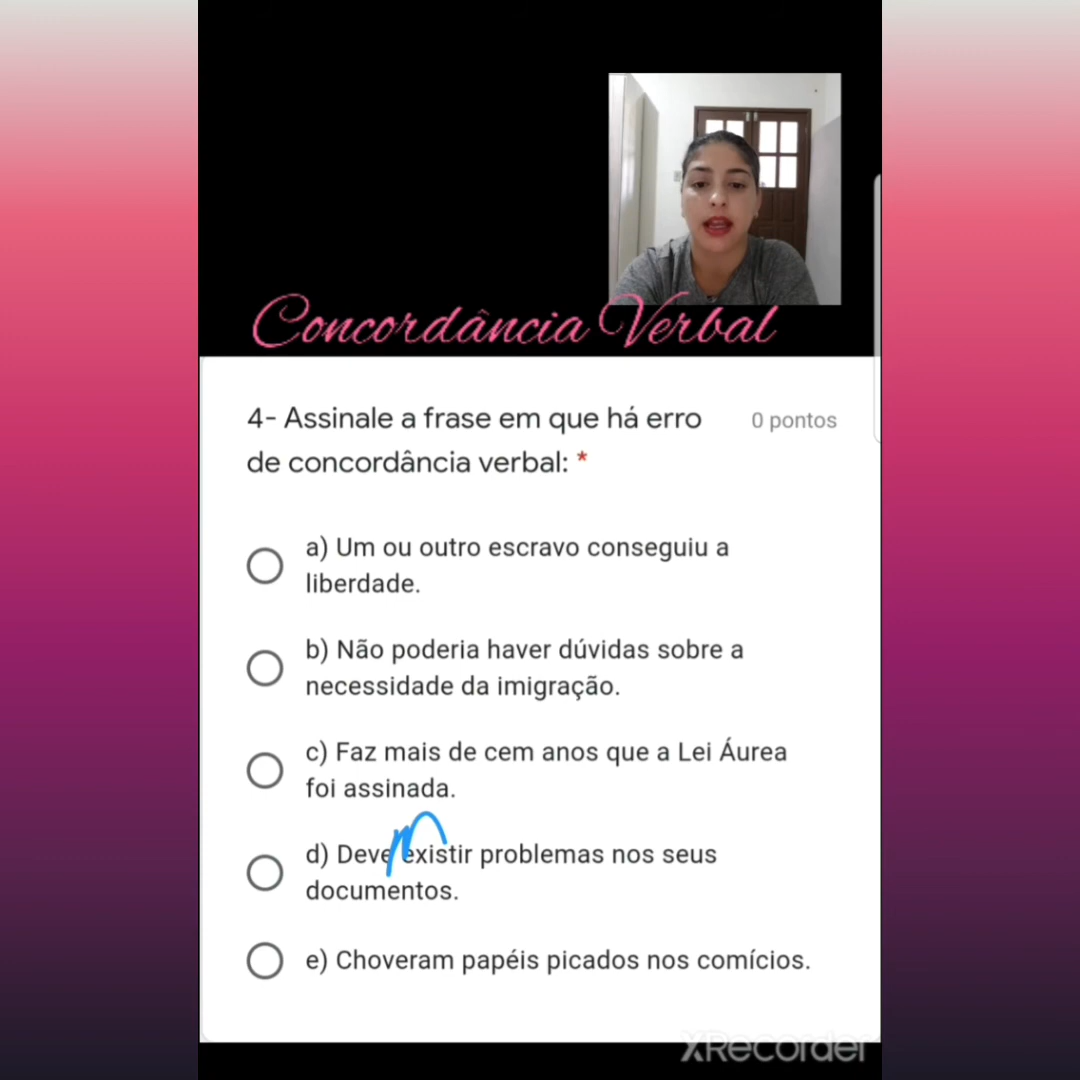 Concordância Verbal
4- Assinale a frase em que há erro
0 pontos
de concordância verbal: *
a) Um ou outro escravo conseguiu a
liberdade.
b) Não poderia haver dúvidas sobre a
necessidade da imigração.
c) Faz mais de cem anos que a Lei Áurea
foi assinada.
m
d) Deve existir problemas nos seus
documentos.
e) Choveram papéis picados nos comícios.
XRecorder